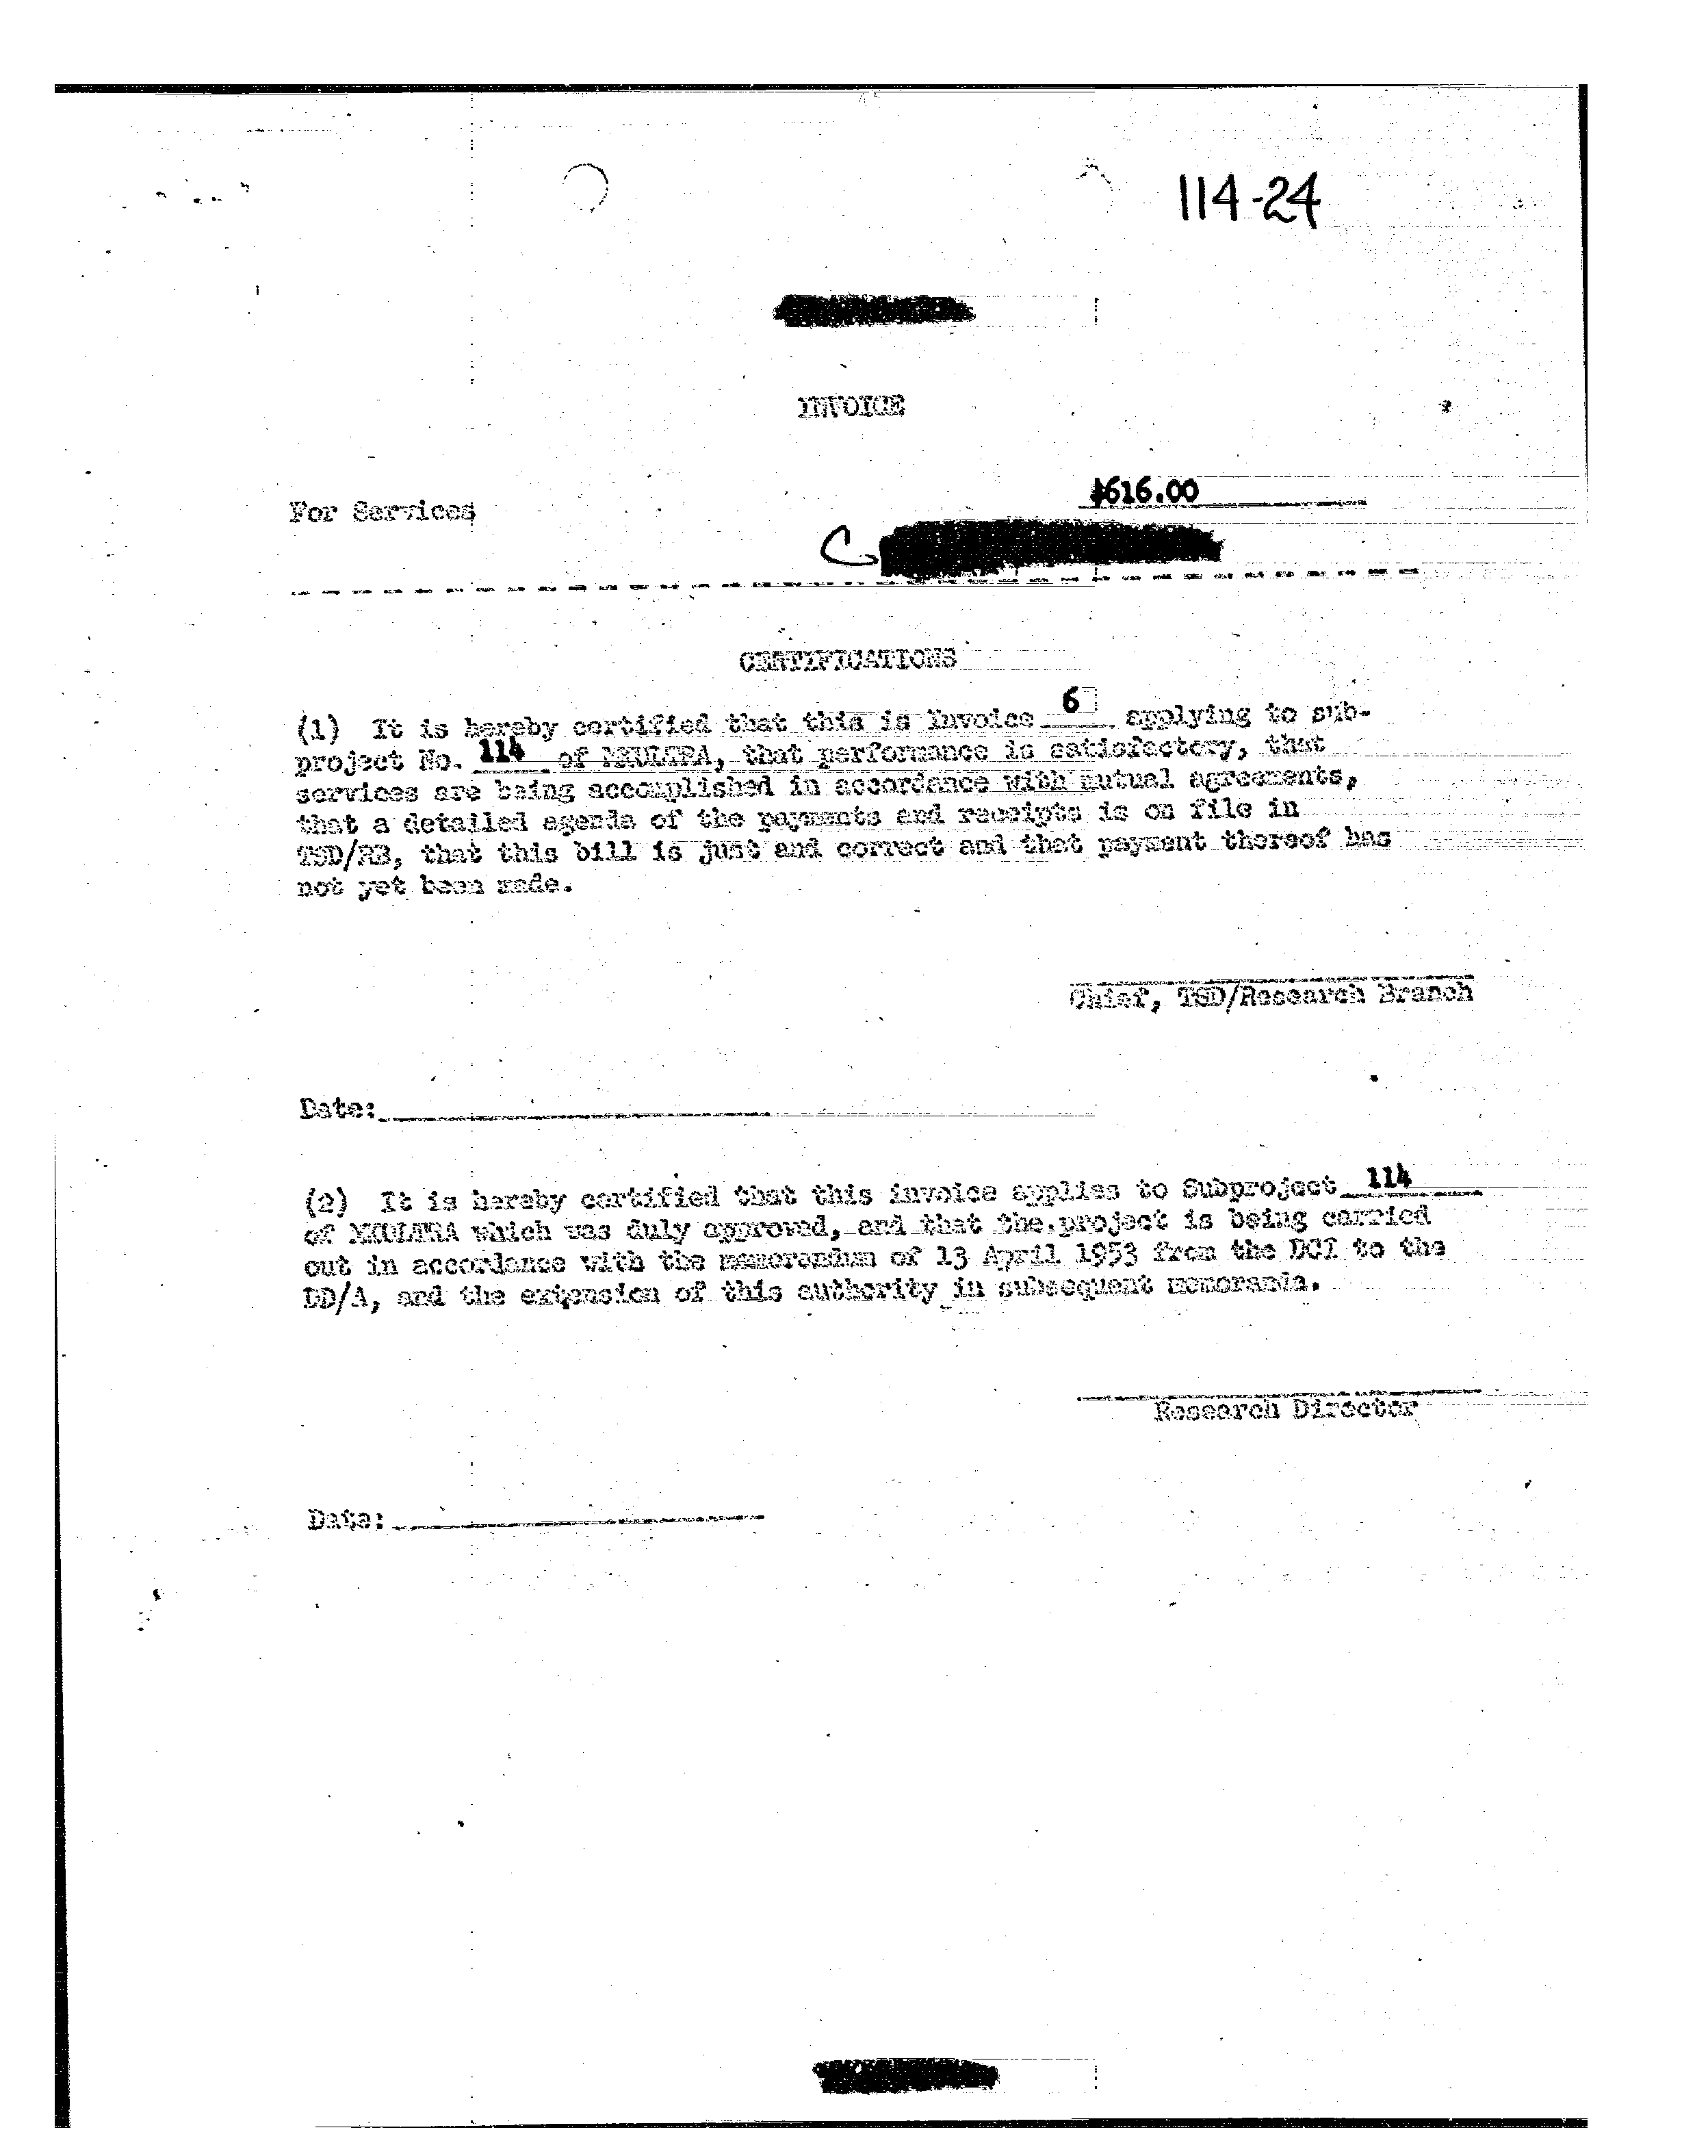 114-24
INVOICE
$616.00
For Services
C
CERTIFICATIONS
6
(1) It is hereby certified that this is Invoice applying to sub-
project No. 114 of MKULTRA, that performance is satisfactory, that
services are being accomplished in accordance with mutual agreements,
that a detailed agenda of the payments and receipts is on file in
TSD/RB, that this bill is just and correct and that payment thereof has
not yet been made.
Chief, TSD/Research Branch
Date:
(2) It is hereby certified that this invoice applies to Subproject 114
of MKULTRA which was duly approved, and that the project is being carried
out in accordance with the memorandum of 13 April 1953 from the DCI to the
DD/A, and the extension of this authority in subsequent memoranda.
Research Director
Date: